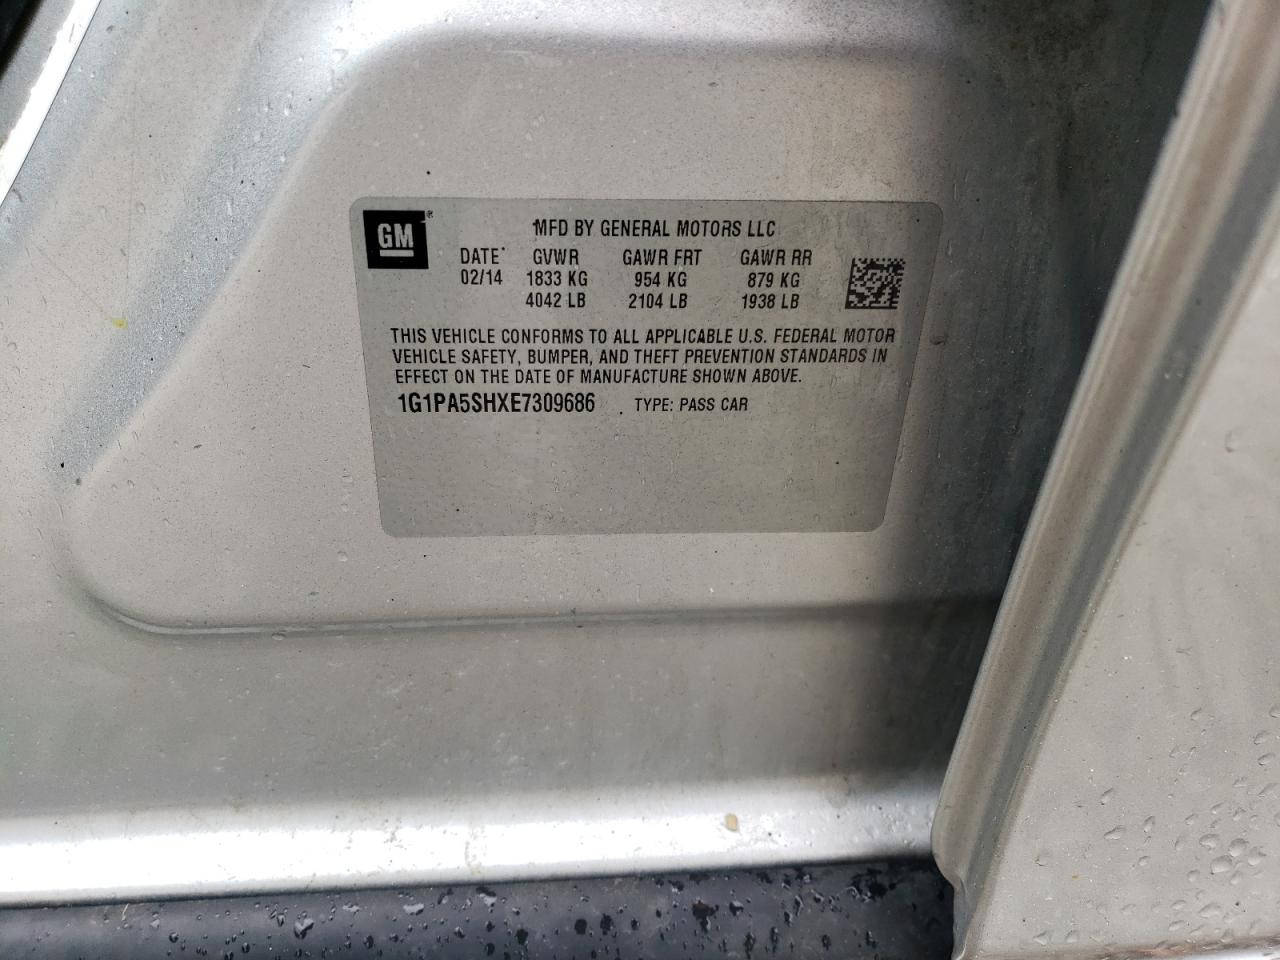 GM
MFD BY GENERAL MOTORS LLC
DATE GVWR GAWR FRT GAWR RR
02/14 1833 KG 954 KG 879 KG
4042 LB 2104 LB 1938 LB
THIS VEHICLE CONFORMS TO ALL APPLICABLE U.S. FEDERAL MOTOR
VEHICLE SAFETY, BUMPER, AND THEFT PREVENTION STANDARDS IN
EFFECT ON THE DATE OF MANUFACTURE SHOWN ABOVE.
1G1PA5SHXE7309686 TYPE: PASS CAR